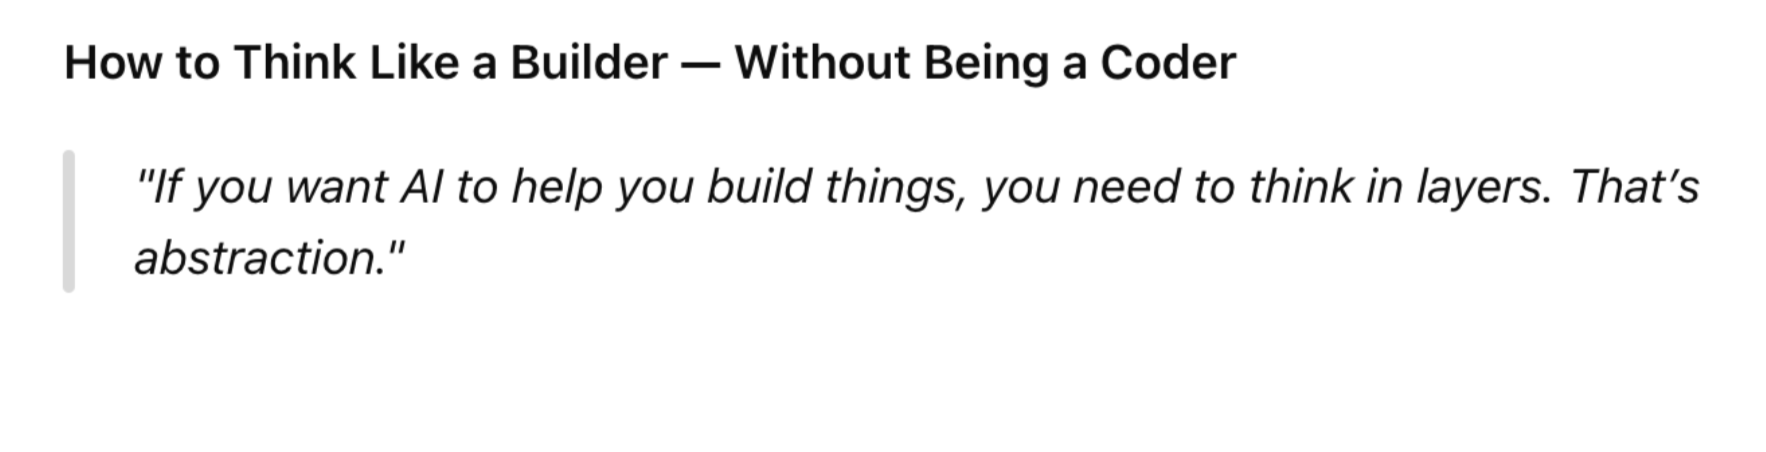 How to Think Like a Builder — Without Being a Coder
"If you want AI to help you build things, you need to think in layers. That’s
abstraction."